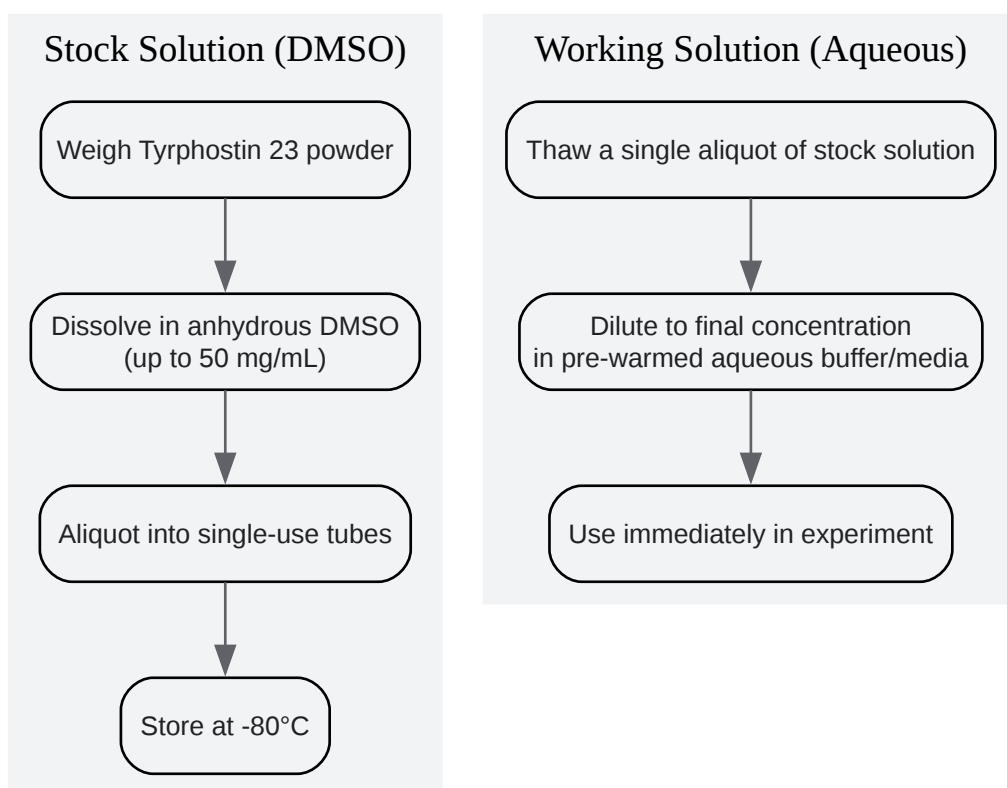 Stock Solution (DMSO)
Weigh Tyrphostin 23 powder
Dissolve in anhydrous DMSO
(up to 50 mg/mL)
Aliquot into single-use tubes
Store at -80°C
Working Solution (Aqueous)
Thaw a single aliquot of stock solution
Dilute to final concentration
in pre-warmed aqueous buffer/media
Use immediately in experiment